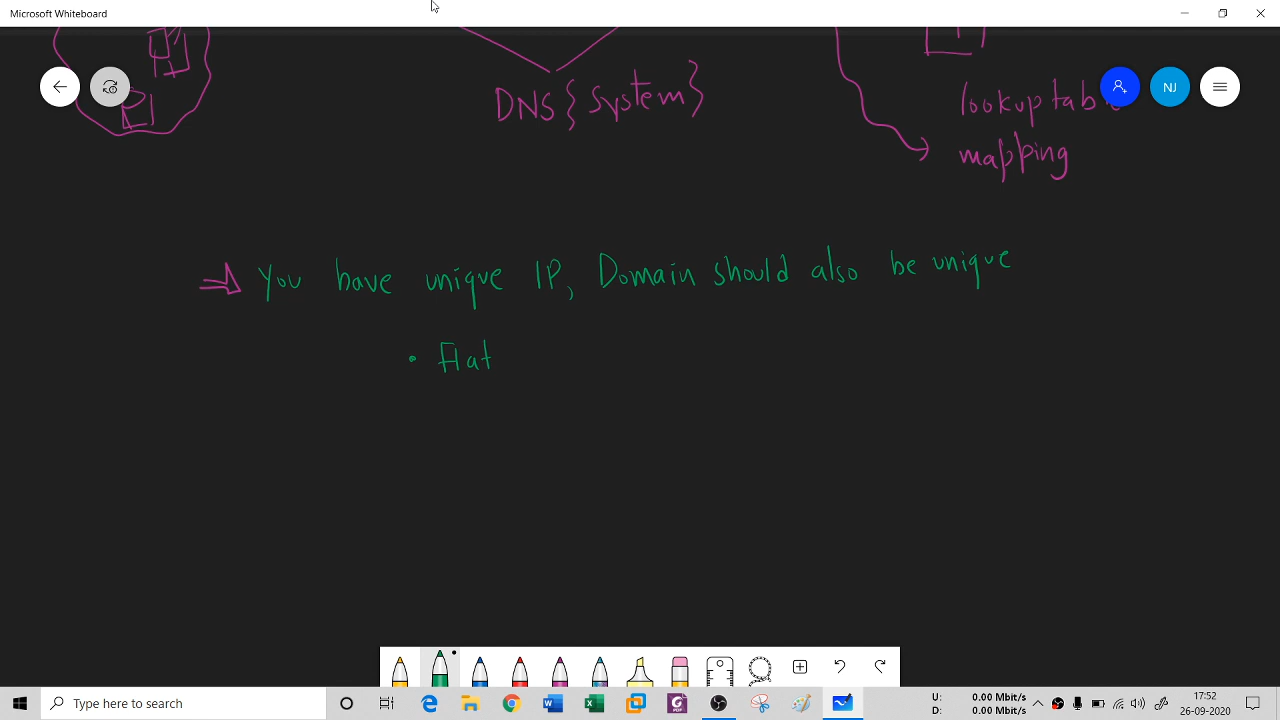 Microsoft Whiteboard
DNS {system}
NJ
lookup table
mapping
You have unique IP, Domain should also be unique
• Flat
Type here to search
U: 0.00 Mbit/s
D: 0.00 Mbit/s
17:52
26-09-2020